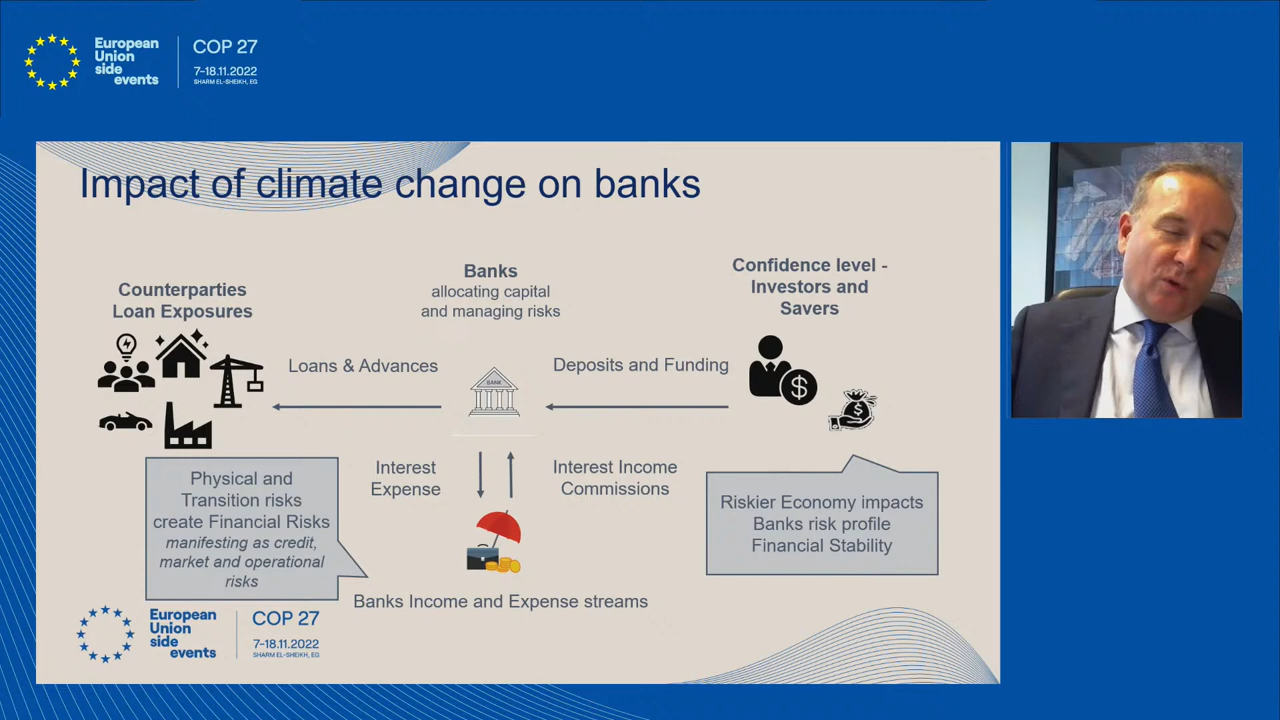 European
Union
side
events
COP 27
7-18.11.2022
SHARM EL-SHEIKH, EG
Impact of climate change on banks
Counterparties
Loan Exposures
Banks
allocating capital
and managing risks
Confidence level -
Investors and
Savers
Loans & Advances
BANK
Deposits and Funding
$
$
Interest
Expense
Interest Income
Commissions
Physical and
Transition risks
create Financial Risks
manifesting as credit,
market and operational
risks
Riskier Economy impacts
Banks risk profile
Financial Stability
Banks Income and Expense streams
European
Union
side
events
COP 27
7-18.11.2022
SHARM EL-SHEIKH, EG